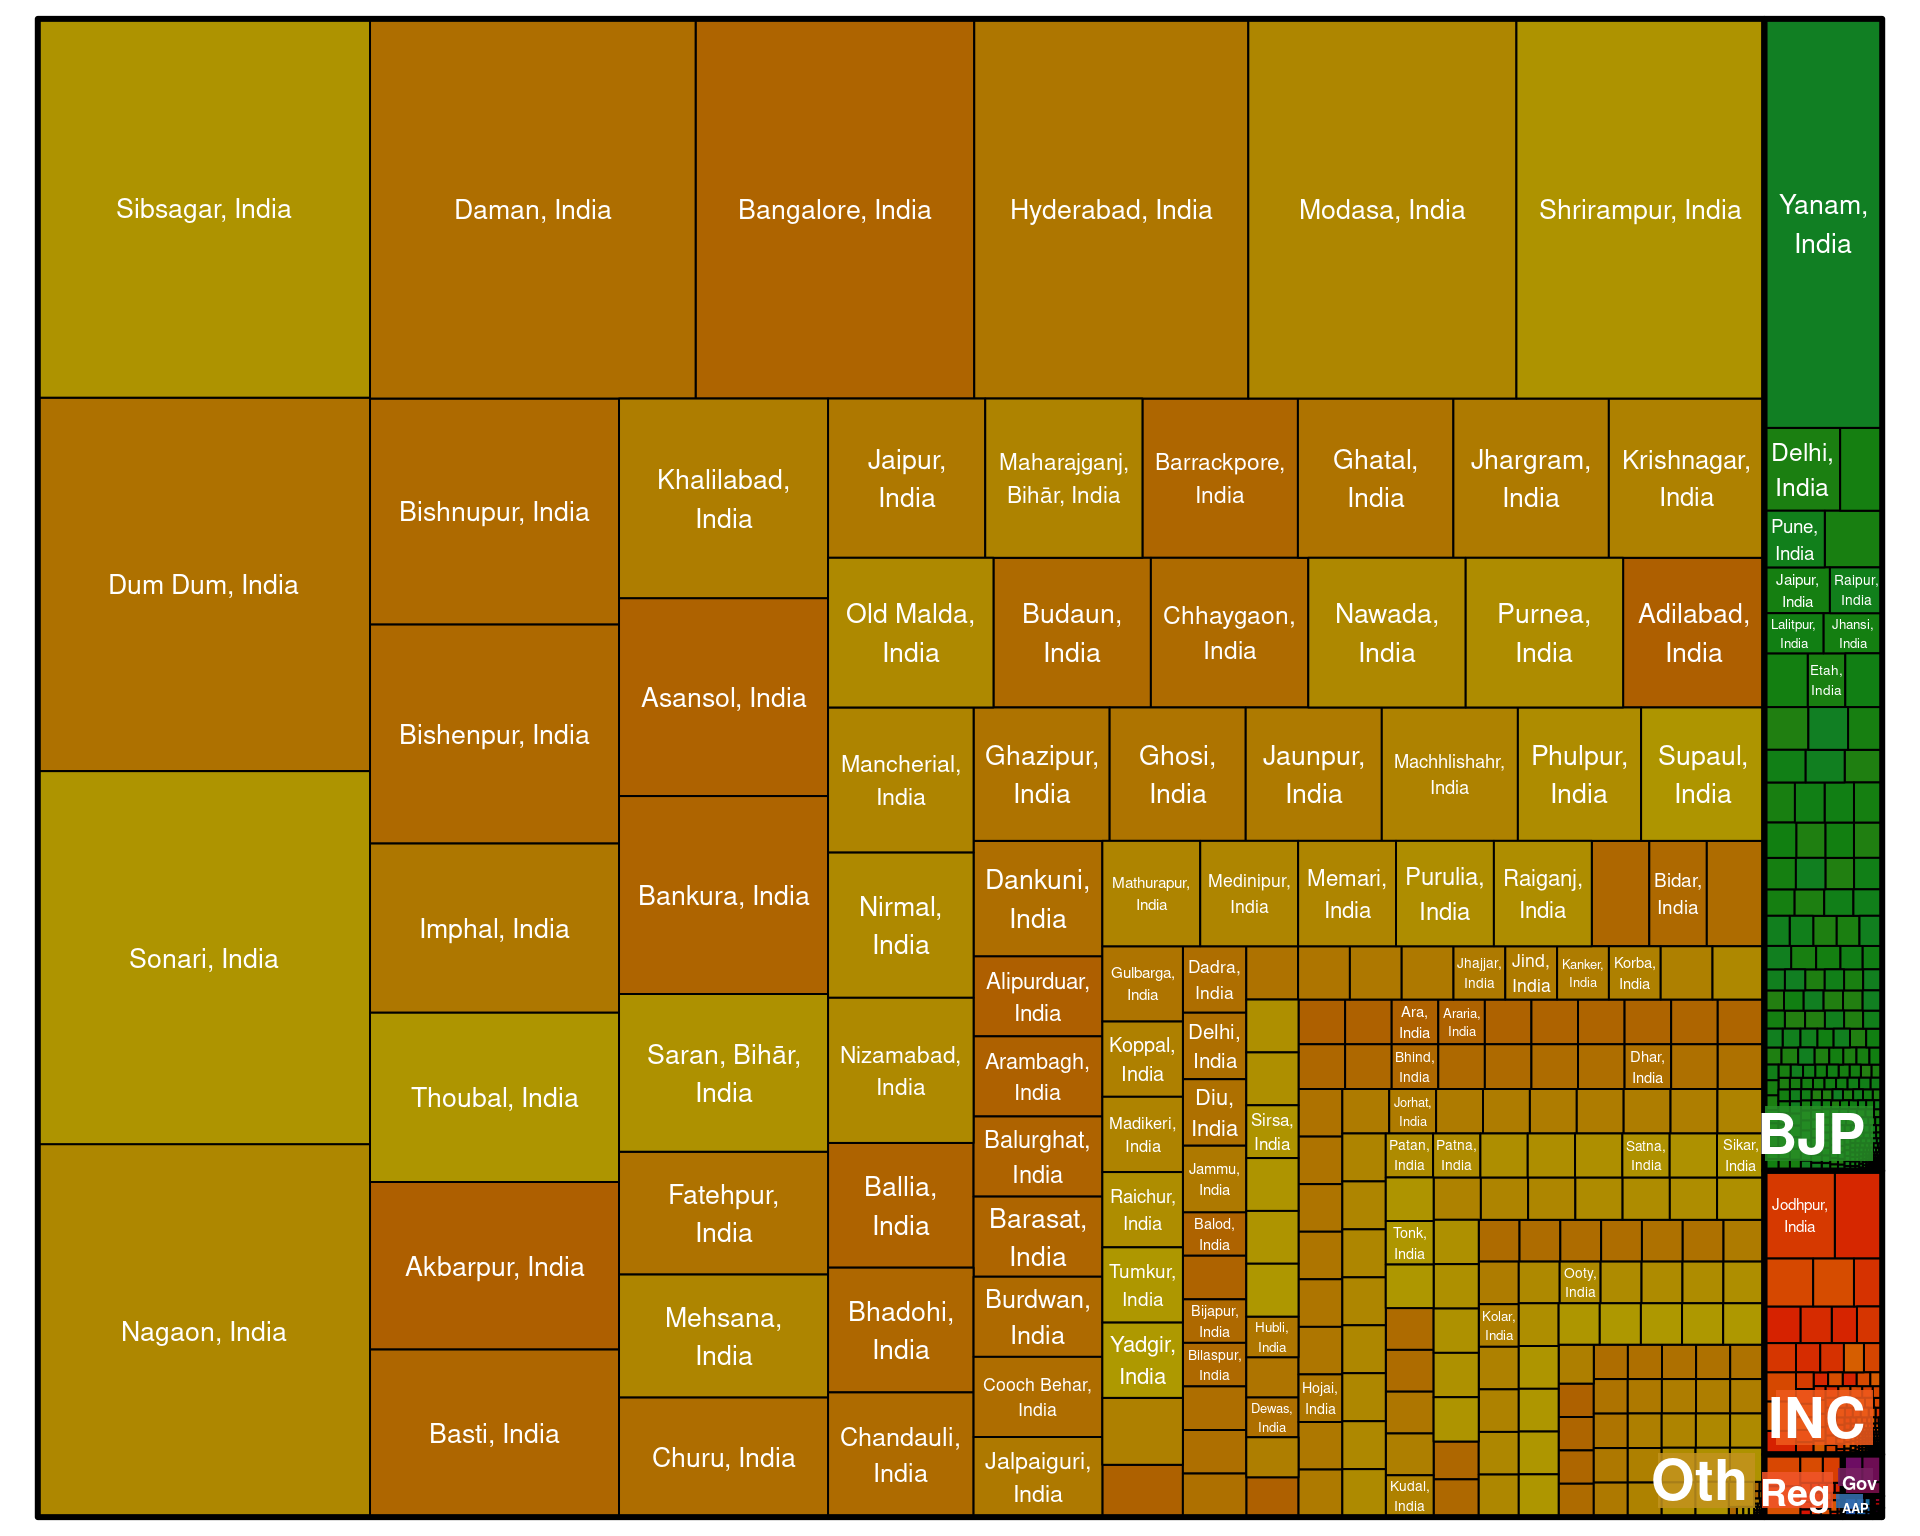 Sibsagar, India
Daman, India
Bangalore, India
Hyderabad, India
Modasa, India
Shrirampur, India
Yanam,
India
Dum Dum, India
Bishnupur, India
Khalilabad,
India
Jaipur,
India
Maharajganj,
Bihār, India
Barrackpore,
India
Ghatal,
India
Jhargram,
India
Krishnagar,
India
Delhi,
India
Pune,
India
Jaipur,
India
Raipur,
India
Lalitpur,
India
Jhansi,
India
Etah,
India
Old Malda,
India
Budaun,
India
Chhaygaon,
India
Nawada,
India
Purnea,
India
Adilabad,
India
Bishenpur, India
Asansol, India
Mancherial,
India
Ghazipur,
India
Ghosi,
India
Jaunpur,
India
Machhlishahr,
India
Phulpur,
India
Supaul,
India
Sonari, India
Imphal, India
Bankura, India
Nirmal,
India
Dankuni,
India
Mathurapur,
India
Medinipur,
India
Memari,
India
Purulia,
India
Raiganj,
India
Bidar,
India
Alipurduar,
India
Gulbarga,
India
Dadra,
India
Jhajjar,
India
Jind,
India
Kanker,
India
Korba,
India
Thoubal, India
Saran, Bihār,
India
Nizamabad,
India
Arambagh,
India
Koppal,
India
Delhi,
India
Ara,
India
Araria,
India
Bhind,
India
Dhar,
India
Balurghat,
India
Madikeri,
India
Diu,
India
Sirsa,
India
Jorhat,
India
Patan,
India
Patna,
India
Satna,
India
Sikar,
India
BJP
Nagaon, India
Akbarpur, India
Fatehpur,
India
Ballia,
India
Barasat,
India
Raichur,
India
Jammu,
India
Balod,
India
Tonk,
India
Jodhpur,
India
Mehsana,
India
Bhadohi,
India
Burdwan,
India
Tumkur,
India
Bijapur,
India
Hubli,
India
Ooty,
India
Kolar,
India
Yadgir,
India
Bilaspur,
India
Basti, India
Churu, India
Chandauli,
India
Cooch Behar,
India
Dewas,
India
Hojai,
India
Jalpaiguri,
India
Kudal,
India
INC
Oth
Reg
Gov
AAP